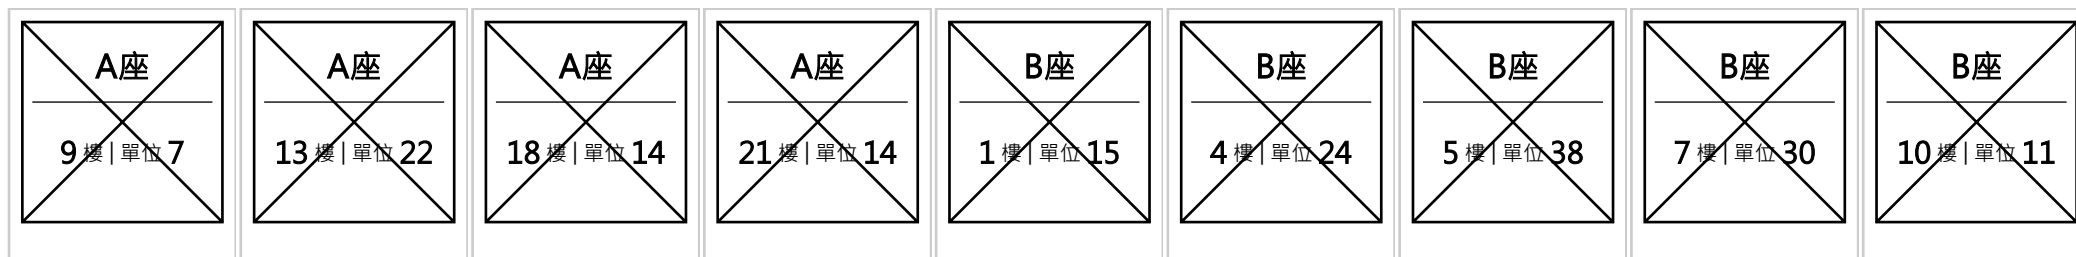 A座
9 樓 | 單位 7
A座
13 樓 | 單位 22
A座
18 樓 | 單位 14
A座
21 樓 | 單位 14
B座
1 樓 | 單位 15
B座
4 樓 | 單位 24
B座
5 樓 | 單位 38
B座
7 樓 | 單位 30
B座
10 樓 | 單位 11